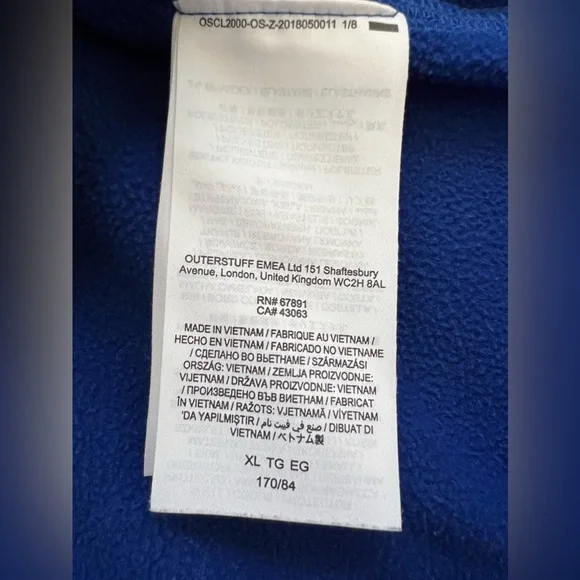 OSCL2000-OS-Z-2018050011 1/8
OUTERSTUFF EMEA Ltd 151 Shaftesbury
Avenue, London, United Kingdom WC2H 8AL
RN# 67891
CA# 43063
MADE IN VIETNAM / FABRIQUE AU VIETNAM /
HECHO EN VIETNAM / FABRICADO NO VIETNAME
/ СДЕЛАНО ВО ВЬЕТНАМЕ / SZÁRMAZÁSI
ORSZÁG: VIETNAM / ZEMLJA PROIZVODNJE:
VIJETNAM / DRŽAVA PROIZVODNJE: VIETNAM
/ ПРОИЗВЕДЕНО ВЪВ ВИЕТНАМ / FABRICAT
ÎN VIETNAM / RAŽOTS: VJETNAMĀ / VİYETNAM
'DA YAPILMIŞTIR / صنع في فييت نام / DIBUAT DI
VIETNAM / ベトナム製
XL TG EG
170/84